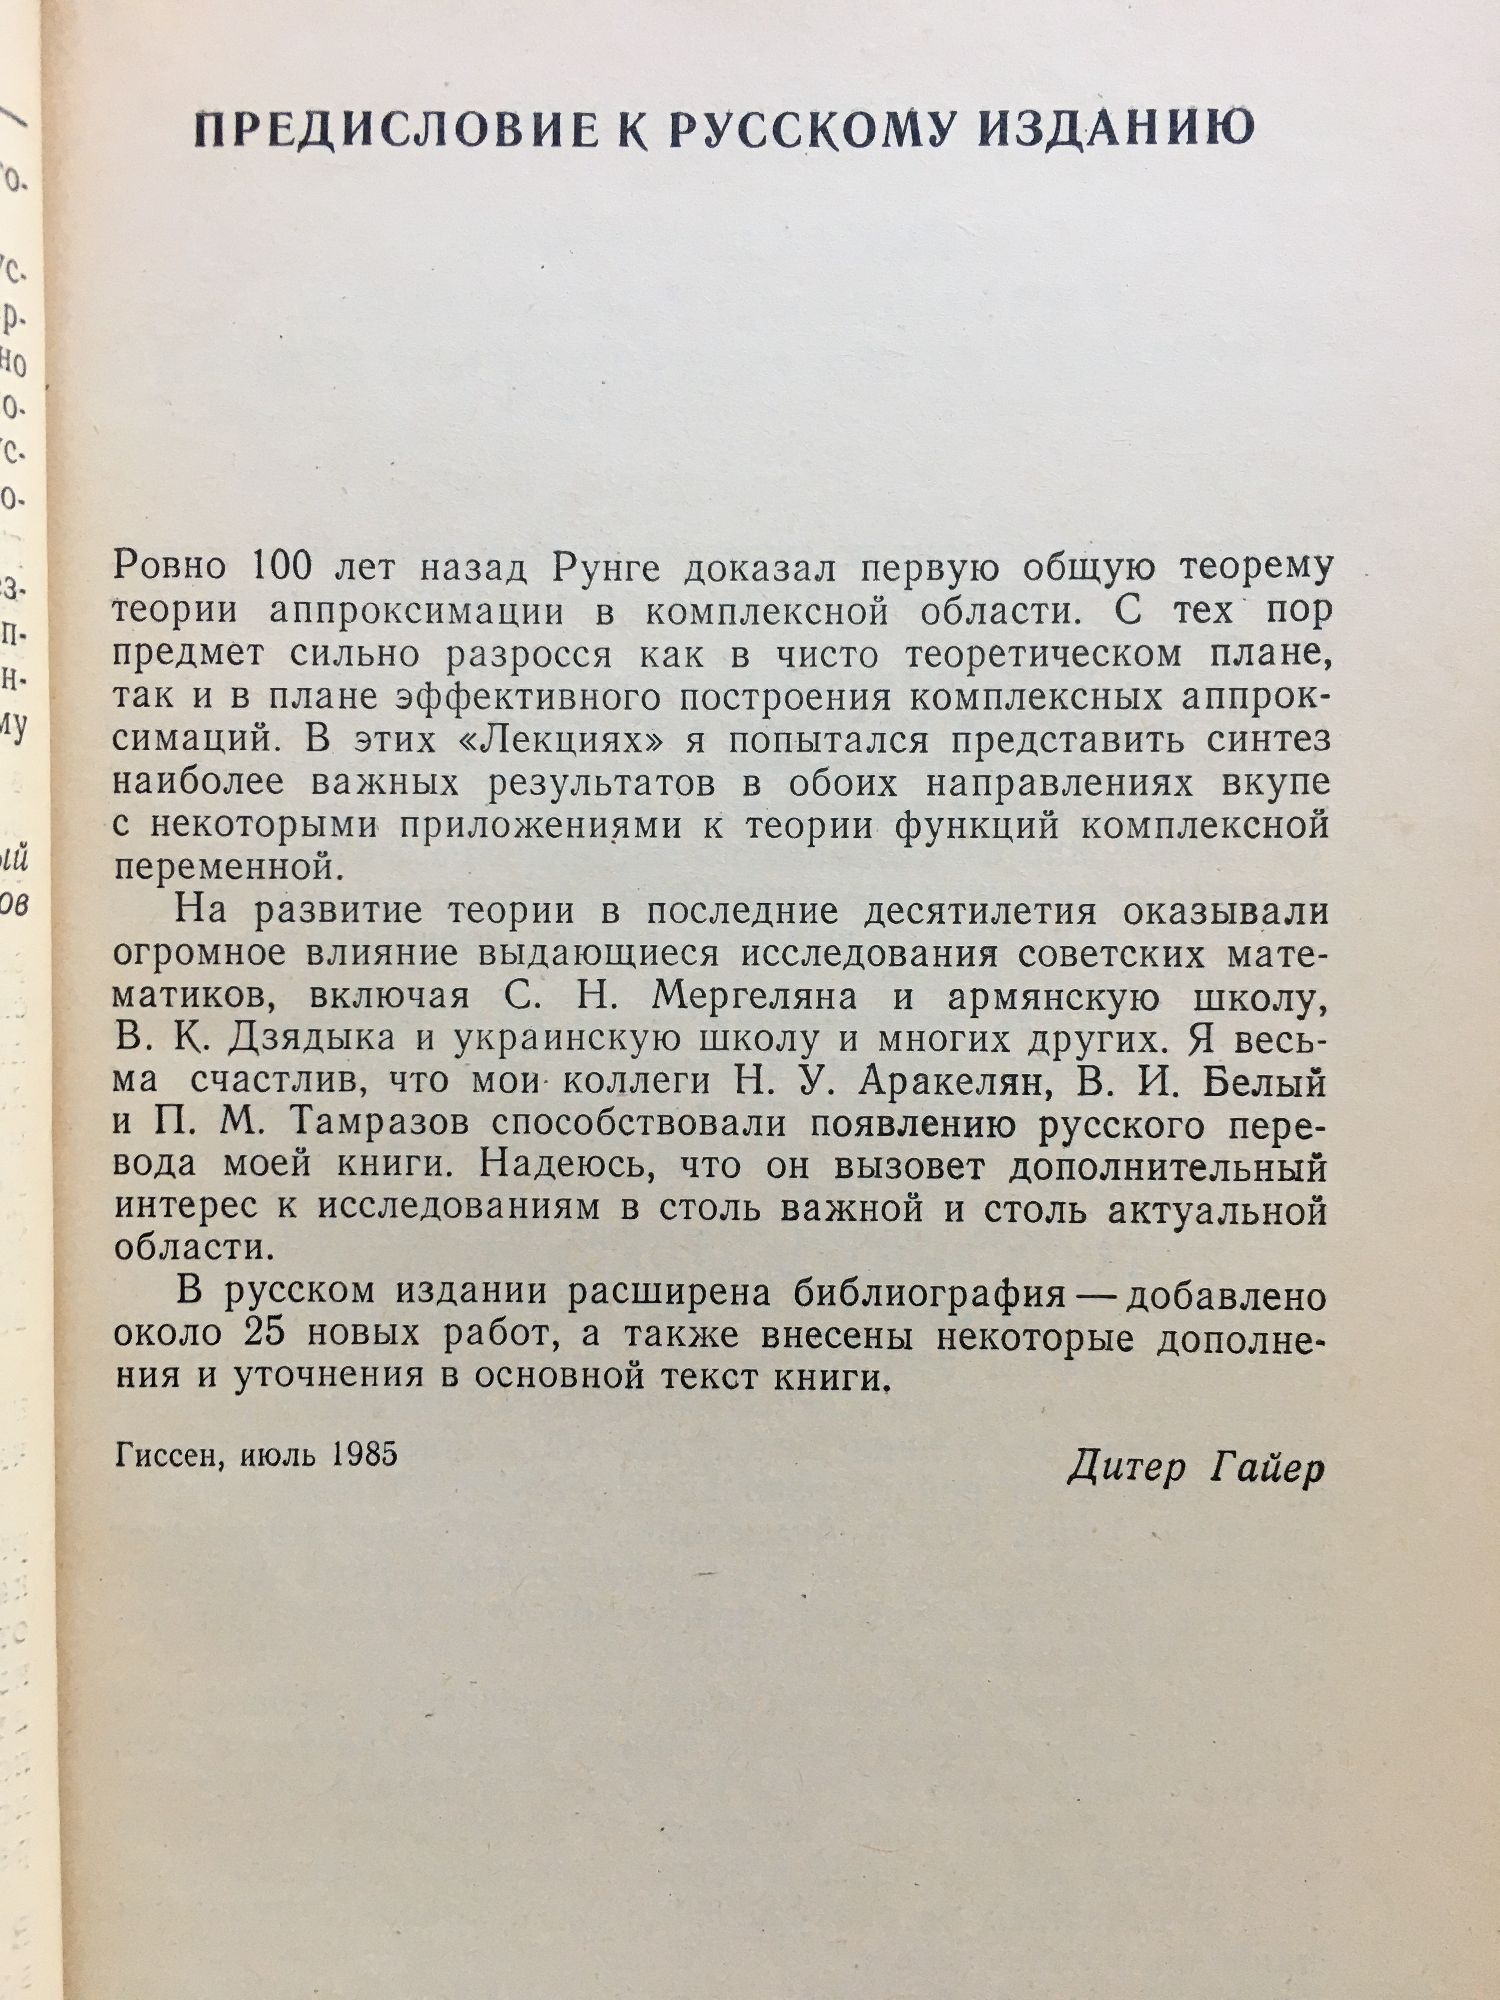 ПРЕДИСЛОВИЕ К РУССКОМУ ИЗДАНИЮ
Ровно 100 лет назад Рунге доказал первую общую теорему
теории аппроксимации в комплексной области. С тех пор
предмет сильно разросся как в чисто теоретическом плане,
так и в плане эффективного построения комплексных аппрок-
симаций. В этих «Лекциях» я попытался представить синтез
наиболее важных результатов в обоих направлениях вкупе
с некоторыми приложениями к теории функций комплексной
переменной.
На развитие теории в последние десятилетия оказывали
огромное влияние выдающиеся исследования советских мате-
матиков, включая С. Н. Мергеляна и армянскую школу,
В. К. Дзядыка и украинскую школу и многих других. Я весь-
ма счастлив, что мои коллеги Н. У. Аракелян, В. И. Белый
и П. М. Тамразов способствовали появлению русского пере-
вода моей книги. Надеюсь, что он вызовет дополнительный
интерес к исследованиям в столь важной и столь актуальной
области.
В русском издании расширена библиография — добавлено
около 25 новых работ, а также внесены некоторые дополне-
ния и уточнения в основной текст книги.
Гиссен, июль 1985
Дитер Гайер